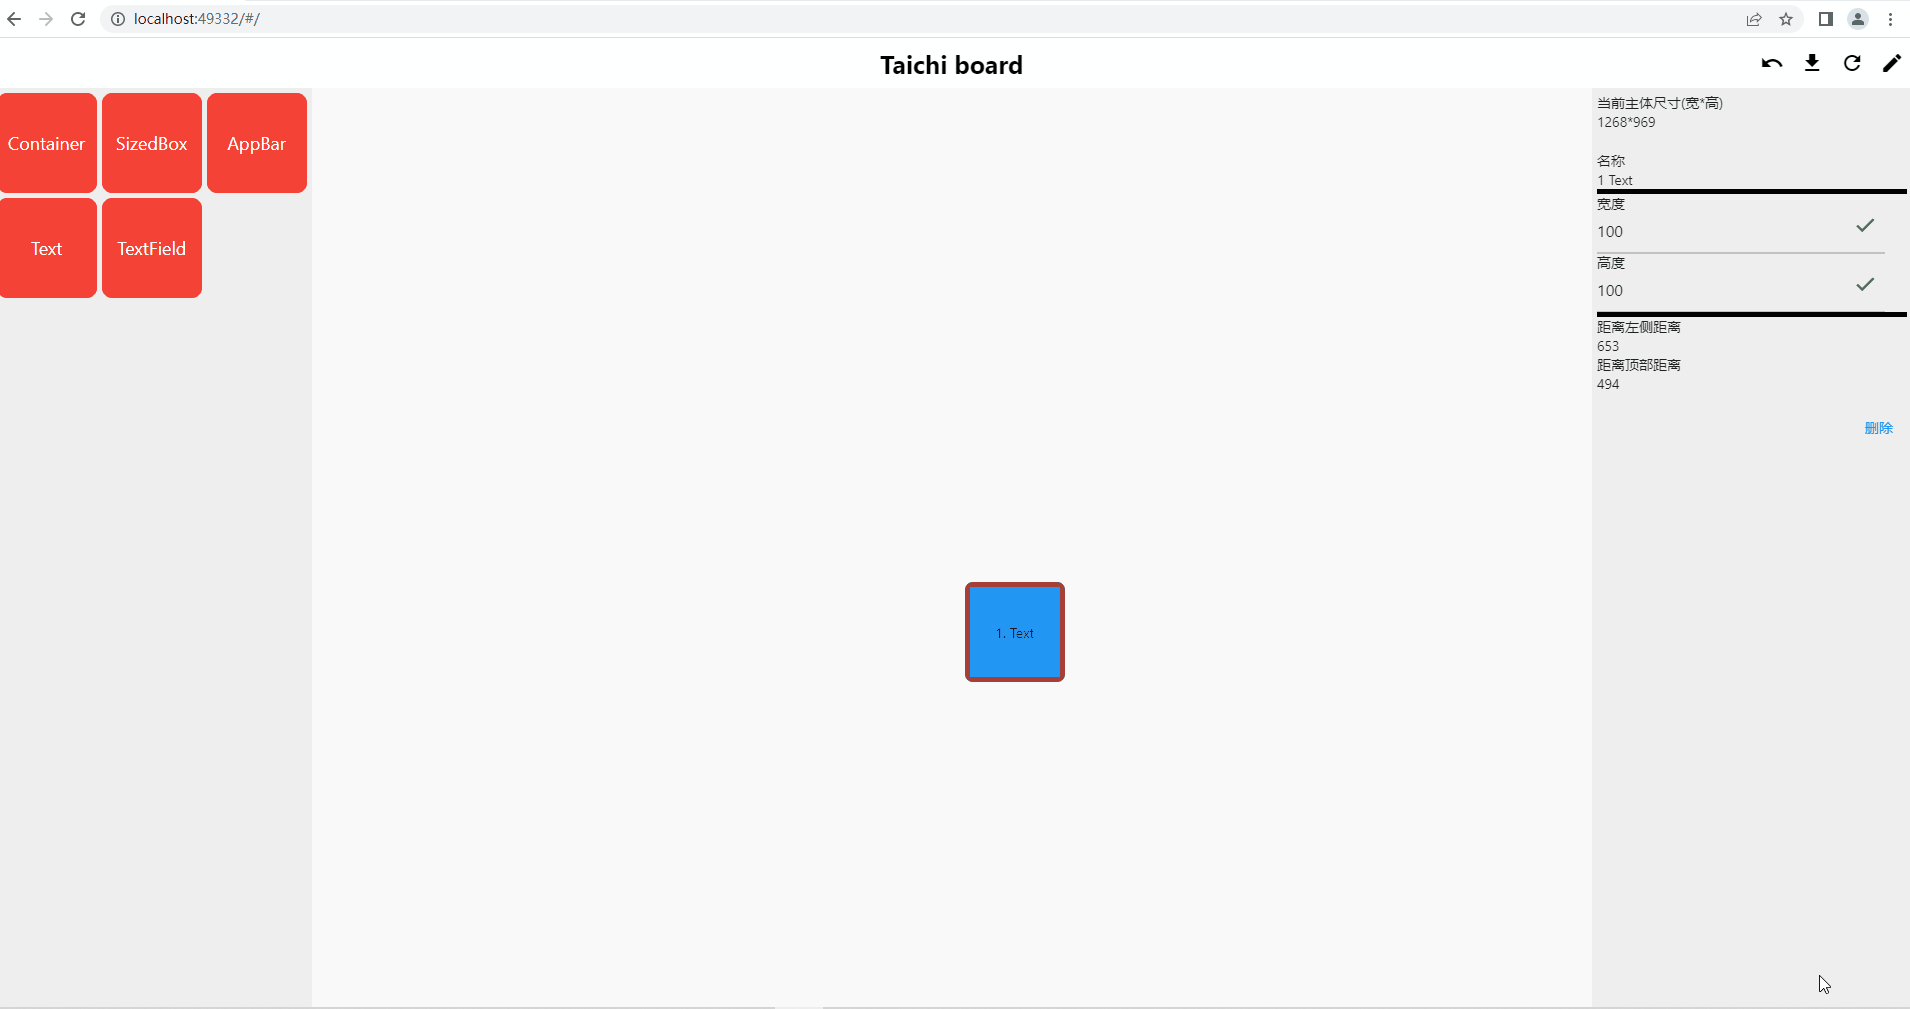 localhost:49332/#/
Taichi board
Container
SizedBox
AppBar
Text
TextField
1. Text
当前主体尺寸(宽*高)
1268*969
名称
1 Text
宽度
100
高度
100
距离左侧距离
653
距离顶部距离
494
删除